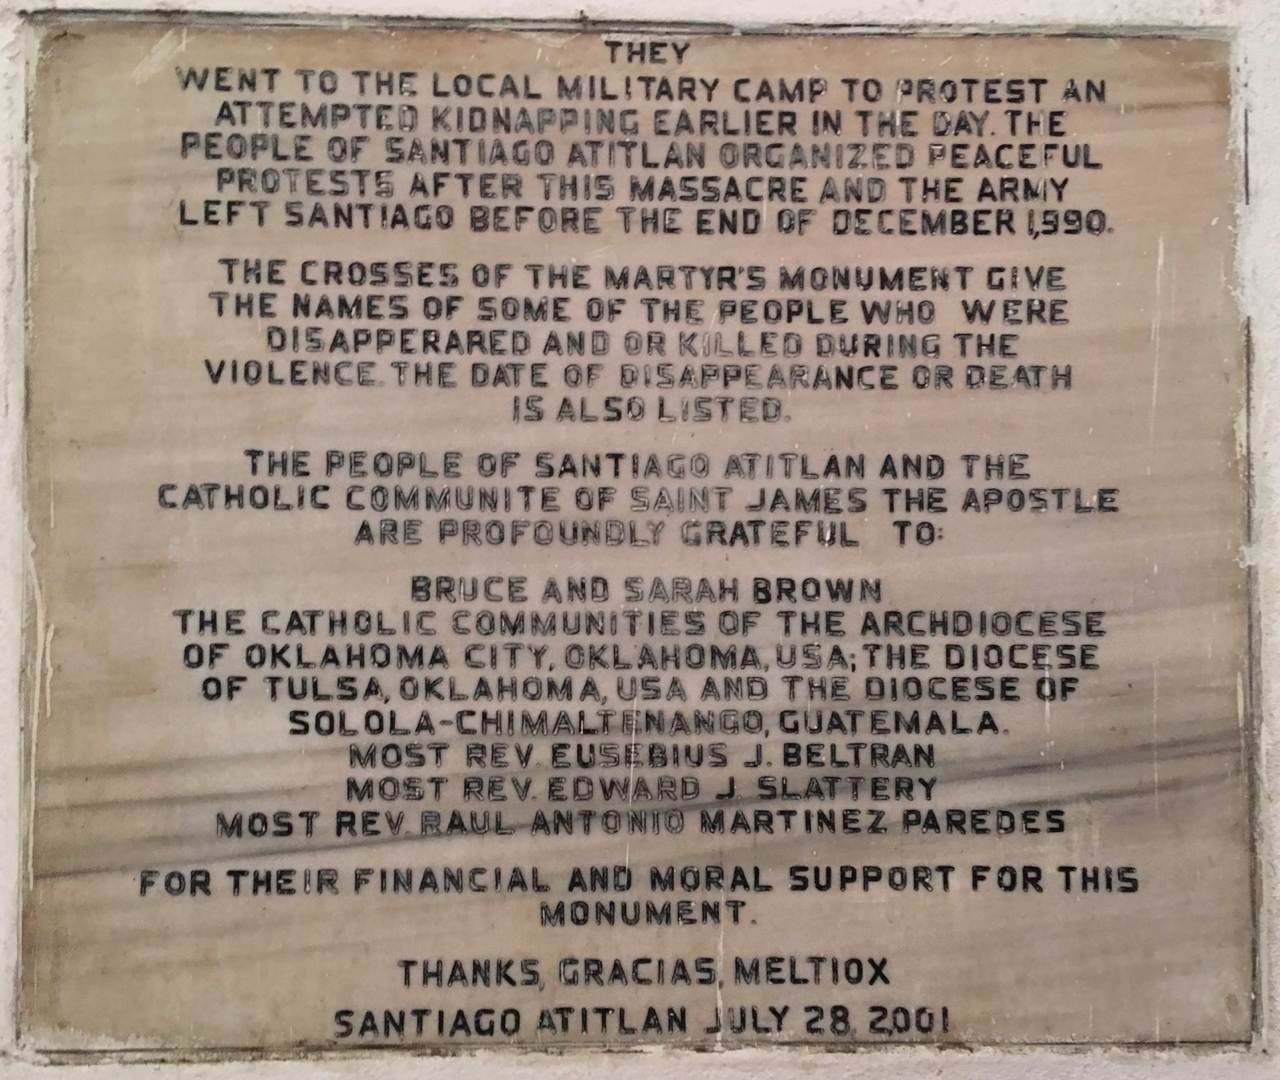 THEY
WENT TO THE LOCAL MILITARY CAMP TO PROTEST AN
ATTEMPTED KIDNAPPING EARLIER IN THE DAY. THE
PEOPLE OF SANTIAGO ATITLAN ORGANIZED PEACEFUL
PROTESTS AFTER THIS MASSACRE AND THE ARMY
LEFT SANTIAGO BEFORE THE END OF DECEMBER 1,990.
THE CROSSES OF THE MARTYR'S MONUMENT GIVE
THE NAMES OF SOME OF THE PEOPLE WHO WERE
DISAPPERARED AND OR KILLED DURING THE
VIOLENCE. THE DATE OF DISAPPEARANCE OR DEATH
IS ALSO LISTED.
THE PEOPLE OF SANTIAGO ATITLAN AND THE
CATHOLIC COMMUNITE OF SAINT JAMES THE APOSTLE
ARE PROFOUNDLY GRATEFUL TO:
BRUCE AND SARAH BROWN
THE CATHOLIC COMMUNITIES OF THE ARCHDIOCESE
OF OKLAHOMA CITY, OKLAHOMA, USA; THE DIOCESE
OF TULSA, OKLAHOMA, USA AND THE DIOCESE OF
SOLOLA-CHIMALTENANGO, GUATEMALA.
MOST REV. EUSEBIUS J. BELTRAN
MOST REV. EDWARD J. SLATTERY
MOST REV. RAUL ANTONIO MARTINEZ PAREDES
FOR THEIR FINANCIAL AND MORAL SUPPORT FOR THIS
MONUMENT.
THANKS, GRACIAS, MELTIOX
SANTIAGO ATITLAN JULY 28, 2,001